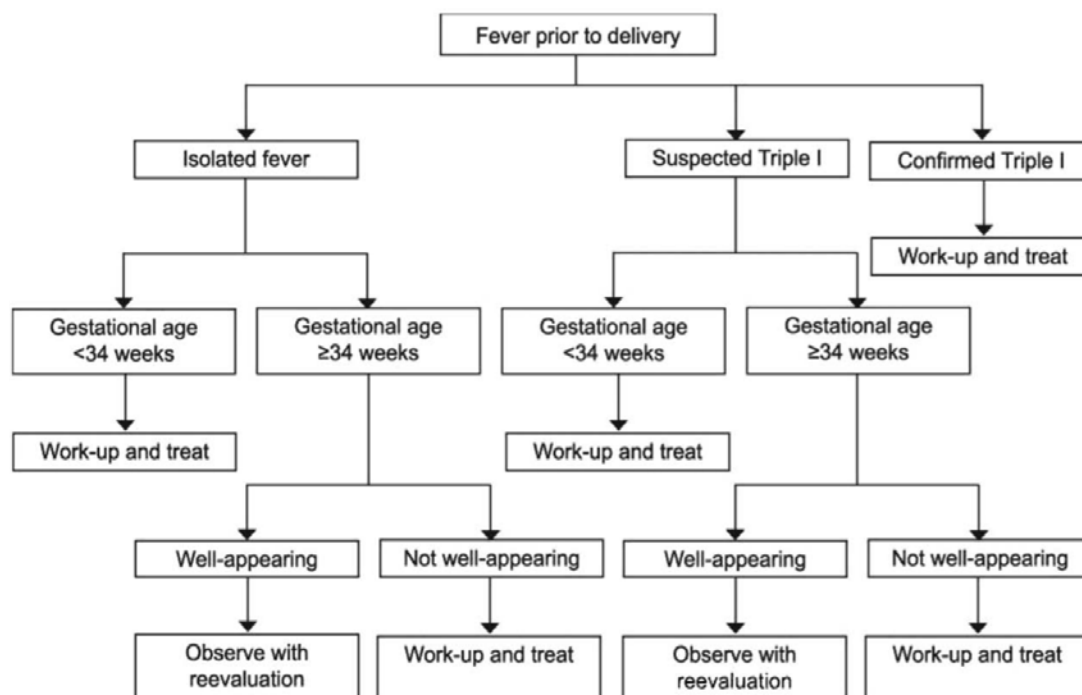 Fever prior to delivery
Isolated fever
Suspected Triple I
Confirmed Triple I
Work-up and treat
Gestational age
<34 weeks
Gestational age
≥34 weeks
Gestational age
<34 weeks
Gestational age
≥34 weeks
Work-up and treat
Work-up and treat
Well-appearing
Not well-appearing
Well-appearing
Not well-appearing
Observe with
reevaluation
Work-up and treat
Observe with
reevaluation
Work-up and treat